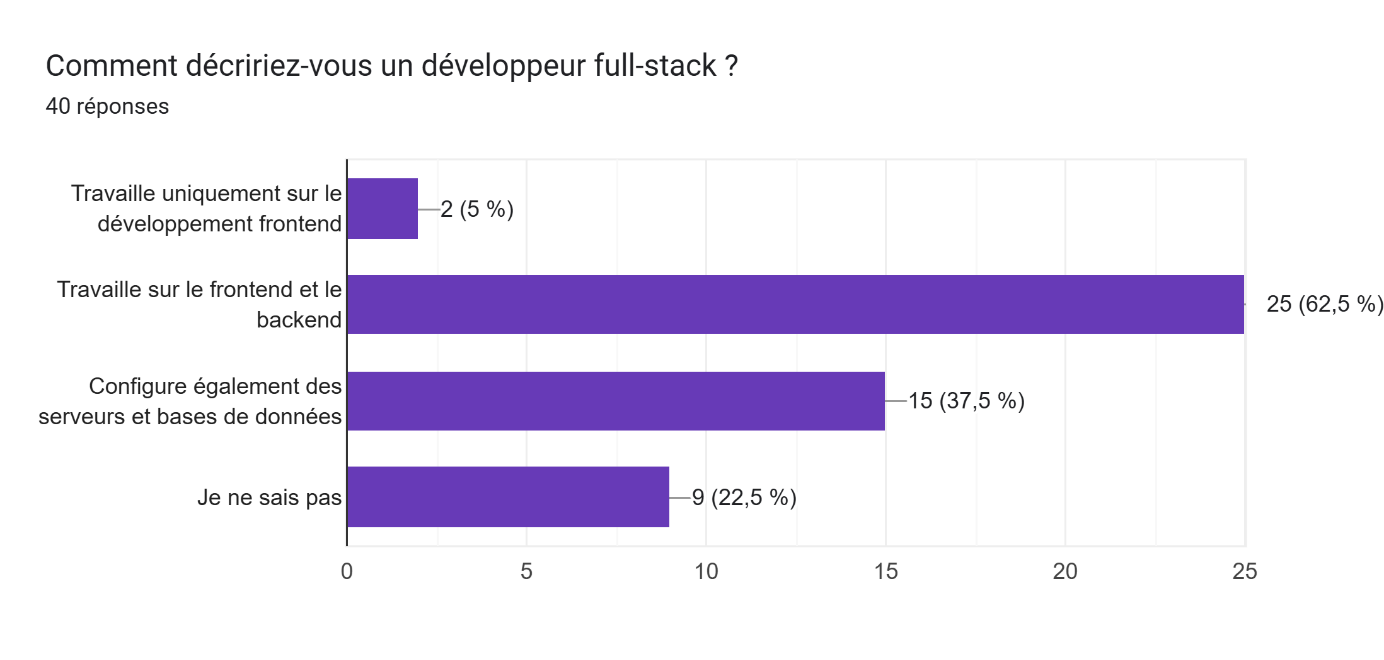 Comment décririez-vous un développeur full-stack ?
40 réponses
Travaille uniquement sur le
développement frontend
2 (5 %)
Travaille sur le frontend et le
backend
25 (62,5 %)
Configure également des
serveurs et bases de données
15 (37,5 %)
Je ne sais pas
9 (22,5 %)
0 5 10 15 20 25